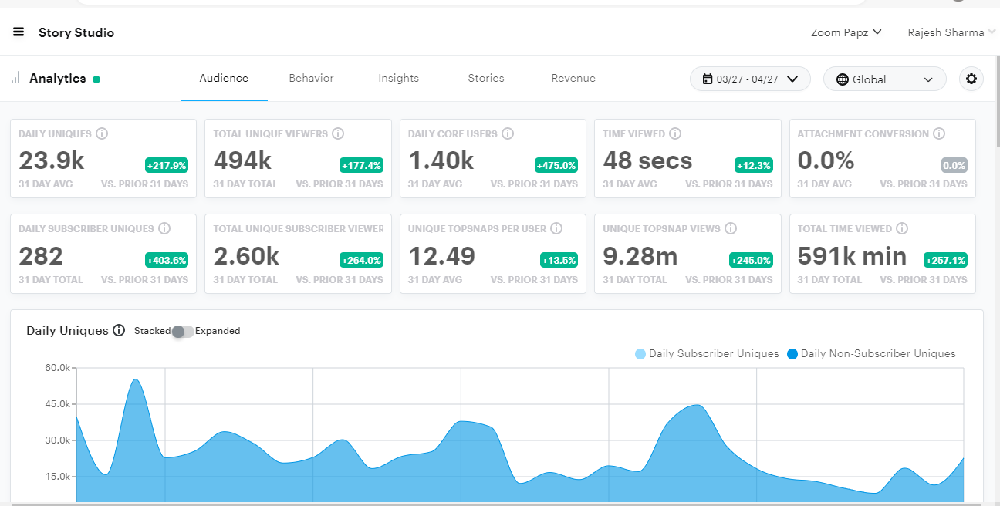 Story Studio
Zoom Papz
Rajesh Sharma
Analytics
Audience
Behavior
Insights
Stories
Revenue
03/27 - 04/27
Global
DAILY UNIQUES
23.9k
+217.9%
31 DAY AVG
VS. PRIOR 31 DAYS
TOTAL UNIQUE VIEWERS
494k
+177.4%
31 DAY TOTAL
VS. PRIOR 31 DAYS
DAILY CORE USERS
1.40k
+475.0%
31 DAY AVG
VS. PRIOR 31 DAYS
TIME VIEWED
48 secs
+12.3%
31 DAY AVG
VS. PRIOR 31 DAYS
ATTACHMENT CONVERSION
0.0%
0.0%
31 DAY AVG
VS. PRIOR 31 DAYS
DAILY SUBSCRIBER UNIQUES
282
+403.6%
31 DAY TOTAL
VS. PRIOR 31 DAYS
TOTAL UNIQUE SUBSCRIBER VIEWER
2.60k
+264.0%
31 DAY TOTAL
VS. PRIOR 31 DAYS
UNIQUE TOPSNAPS PER USER
12.49
+13.5%
31 DAY AVG
VS. PRIOR 31 DAYS
UNIQUE TOPSNAP VIEWS
9.28m
+245.0%
31 DAY TOTAL
VS. PRIOR 31 DAYS
TOTAL TIME VIEWED
591k min
+257.1%
31 DAY TOTAL
VS. PRIOR 31 DAYS
Daily Uniques
Stacked
Expanded
Daily Subscriber Uniques
Daily Non-Subscriber Uniques
60.0k
45.0k
30.0k
15.0k